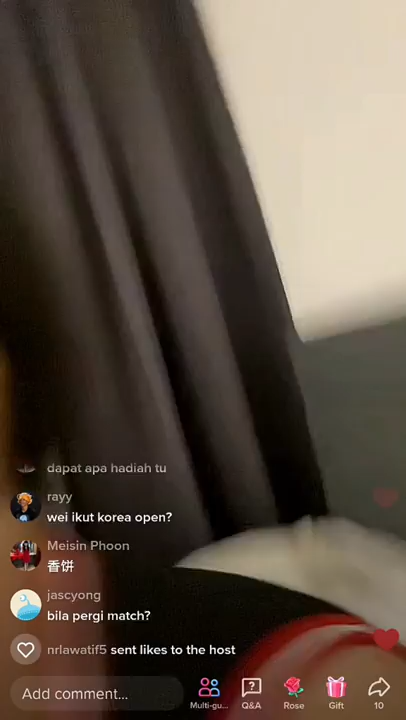 dapat apa hadiah tu
rayy
wei ikut korea open?
Meisin Phoon
香饼
jascyong
bila pergi match?
nrlawatif5 sent likes to the host
Add comment...
Multi-gu...
Q&A
Rose
Gift
10